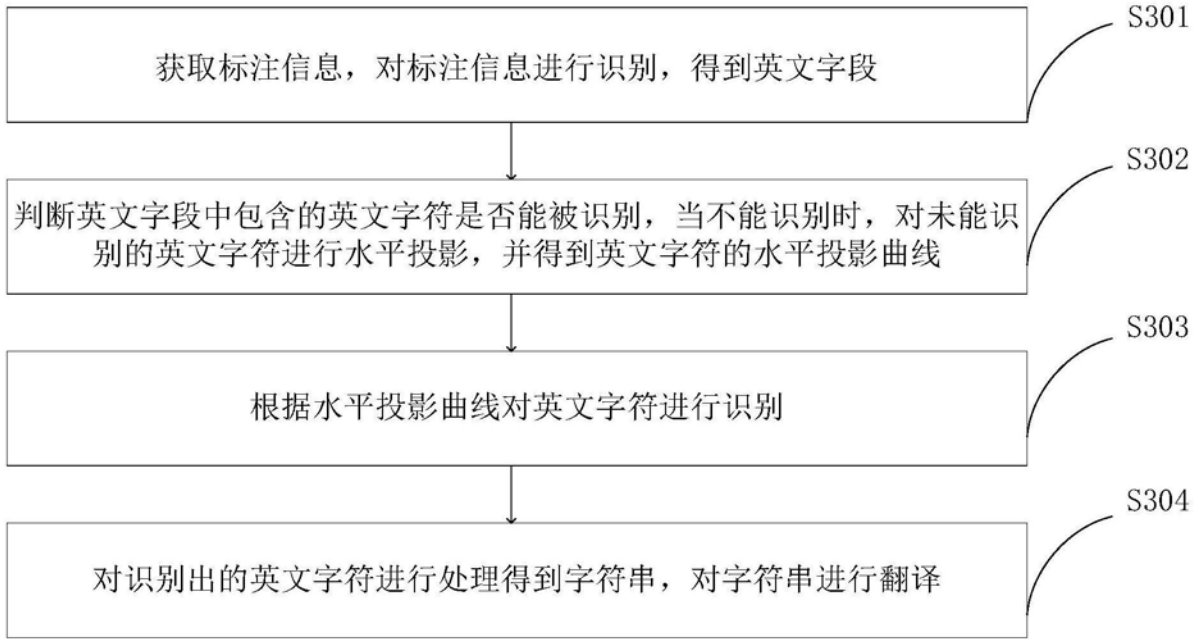 S301
获取标注信息，对标注信息进行识别，得到英文字段
S302
判断英文字段中包含的英文字符是否能被识别，当不能识别时，对未能识
别的英文字符进行水平投影，并得到英文字符的水平投影曲线
S303
根据水平投影曲线对英文字符进行识别
S304
对识别出的英文字符进行处理得到字符串，对字符串进行翻译